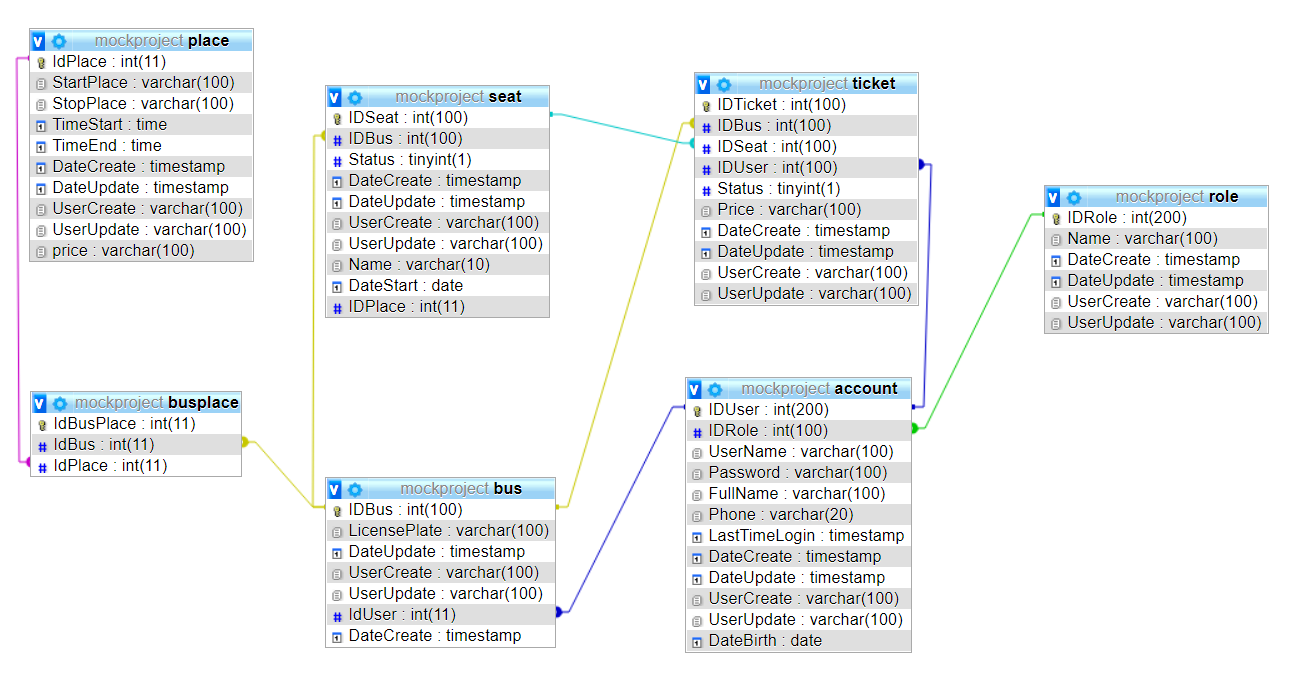 mockproject place
IdPlace : int(11)
StartPlace : varchar(100)
StopPlace : varchar(100)
TimeStart : time
TimeEnd : time
DateCreate : timestamp
DateUpdate : timestamp
UserCreate : varchar(100)
UserUpdate : varchar(100)
price : varchar(100)
mockproject seat
IDSeat : int(100)
IDBus : int(100)
Status : tinyint(1)
DateCreate : timestamp
DateUpdate : timestamp
UserCreate : varchar(100)
UserUpdate : varchar(100)
Name : varchar(10)
DateStart : date
IDPlace : int(11)
mockproject ticket
IDTicket : int(100)
IDBus : int(100)
IDSeat : int(100)
IDUser : int(100)
Status : tinyint(1)
Price : varchar(100)
DateCreate : timestamp
DateUpdate : timestamp
UserCreate : varchar(100)
UserUpdate : varchar(100)
mockproject role
IDRole : int(200)
Name : varchar(100)
DateCreate : timestamp
DateUpdate : timestamp
UserCreate : varchar(100)
UserUpdate : varchar(100)
mockproject busplace
IdBusPlace : int(11)
IdBus : int(11)
IdPlace : int(11)
mockproject bus
IDBus : int(100)
LicensePlate : varchar(100)
DateUpdate : timestamp
UserCreate : varchar(100)
UserUpdate : varchar(100)
IdUser : int(11)
DateCreate : timestamp
mockproject account
IDUser : int(200)
IDRole : int(100)
UserName : varchar(100)
Password : varchar(100)
FullName : varchar(100)
Phone : varchar(20)
LastTimeLogin : timestamp
DateCreate : timestamp
DateUpdate : timestamp
UserCreate : varchar(100)
UserUpdate : varchar(100)
DateBirth : date